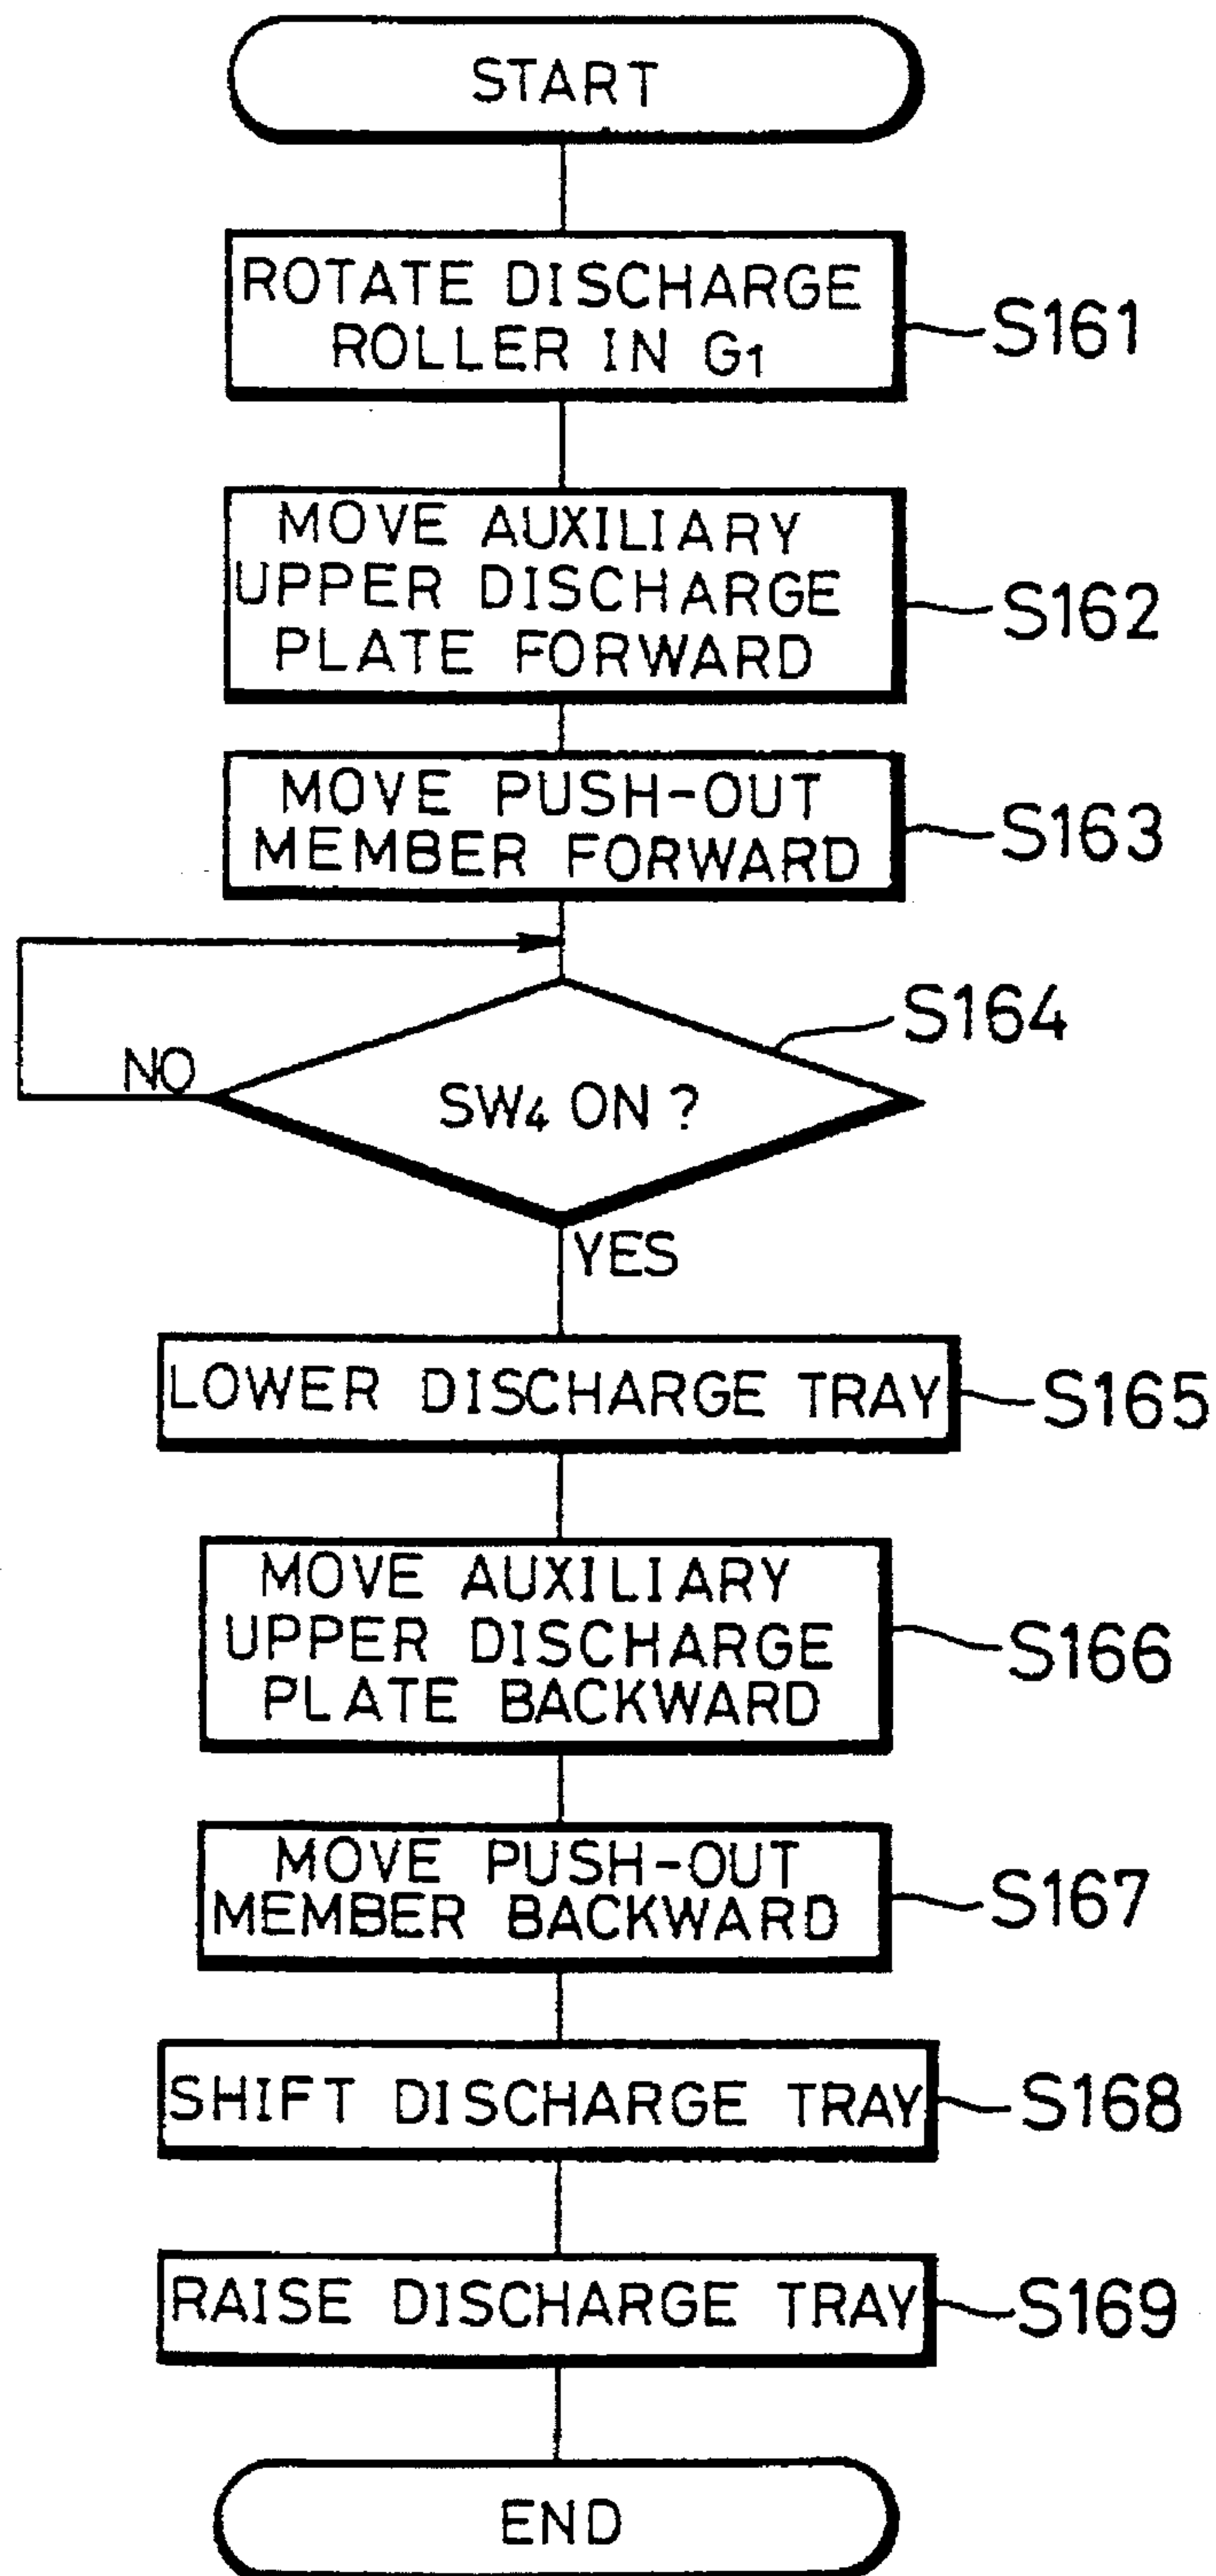 START
ROTATE DISCHARGE
ROLLER IN G1
S161
MOVE AUXILIARY
UPPER DISCHARGE
PLATE FORWARD
S162
MOVE PUSH-OUT
MEMBER FORWARD
S163
S164
NO
SW4 ON ?
YES
LOWER DISCHARGE TRAY
S165
MOVE AUXILIARY
UPPER DISCHARGE
PLATE BACKWARD
S166
MOVE PUSH-OUT
MEMBER BACKWARD
S167
SHIFT DISCHARGE TRAY
S168
RAISE DISCHARGE TRAY
S169
END